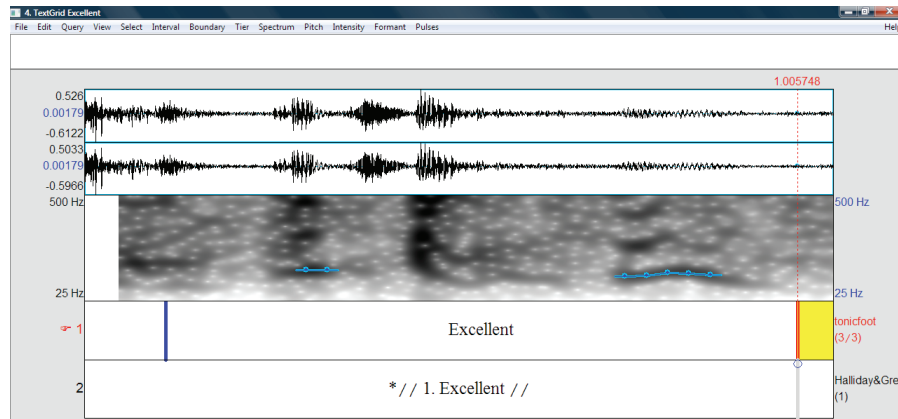 4. TextGrid Excellent
File Edit Query View Select Interval Boundary Tier Spectrum Pitch Intensity Formant Pulses Help
1.005748
0.526
0.00179
-0.6122
0.5033
0.00179
-0.5966
500 Hz 500 Hz
25 Hz 25 Hz
1 Excellent tonicfoot
(3/3)
2 *// 1. Excellent // Halliday&Gre
(1)